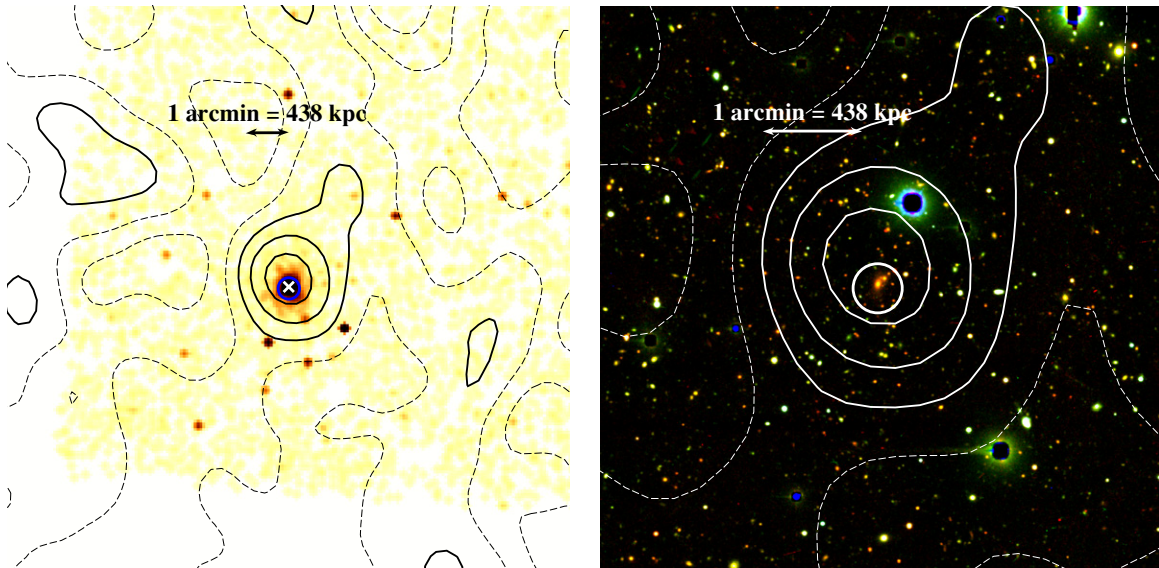 1 arcmin = 438 kpc
1 arcmin = 438 kpc